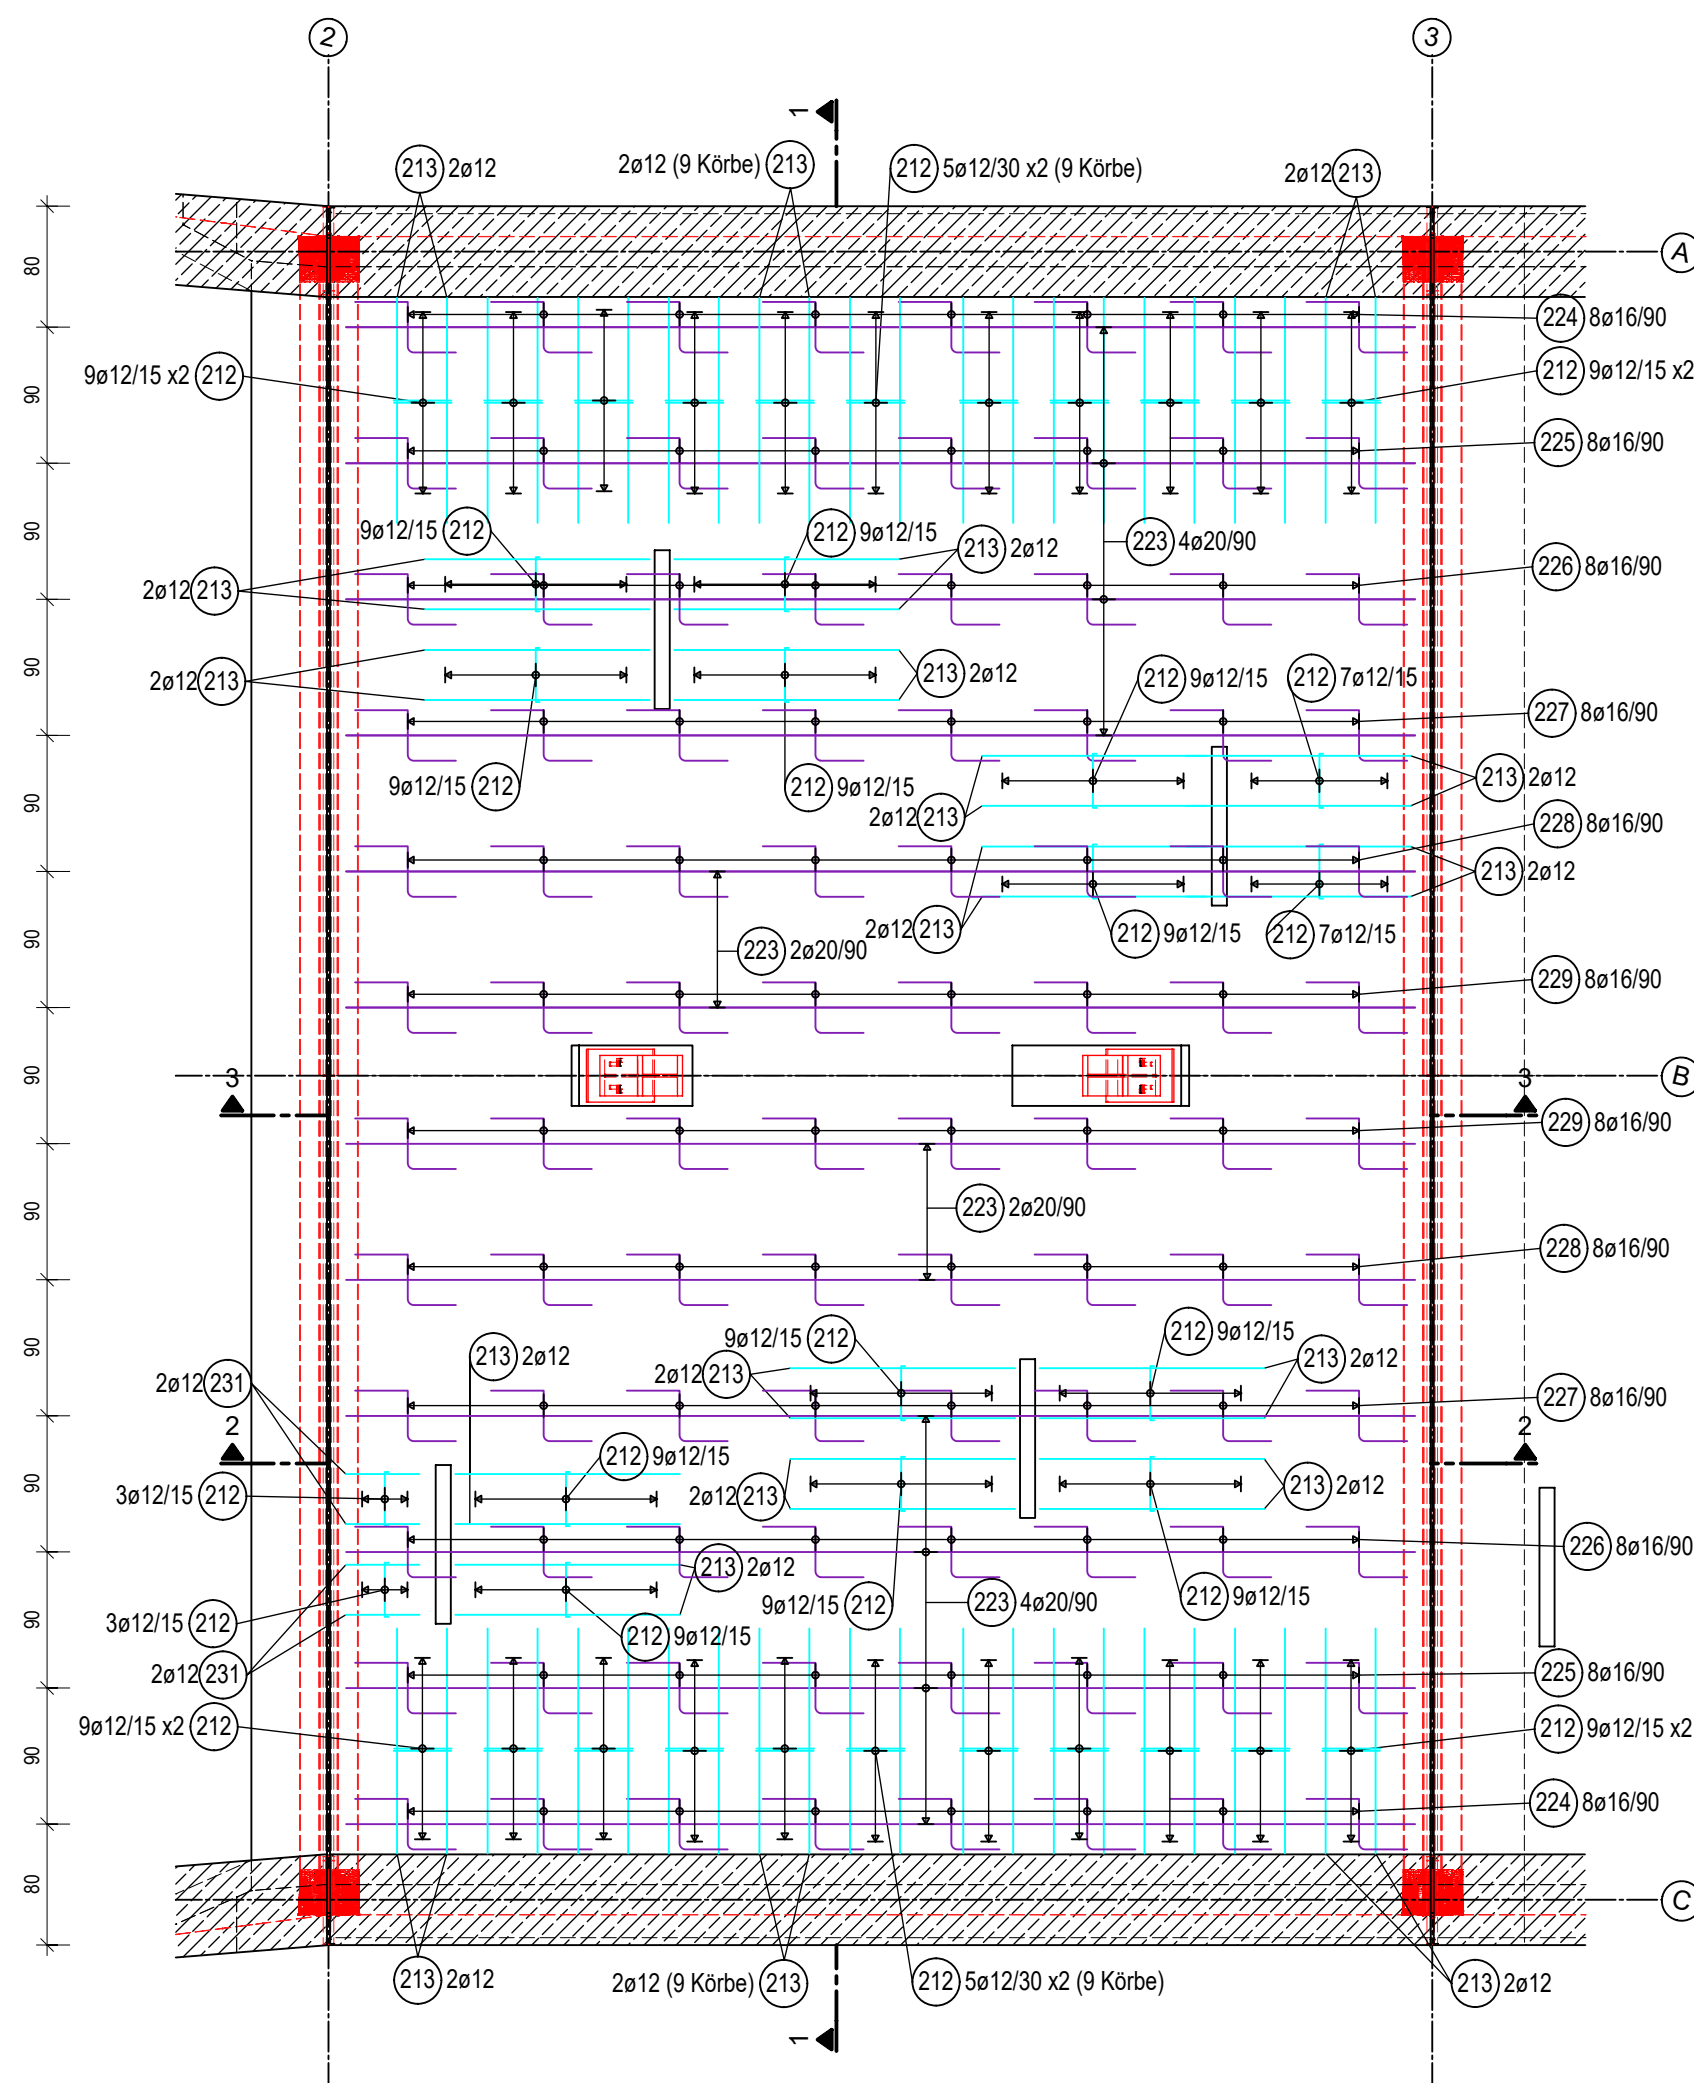 2
3
1
213 2ø12
2ø12 (9 Körbe) 213
212 5ø12/30 x2 (9 Körbe)
2ø12 213
A
80
224 8ø16/90
9ø12/15 x2 212
212 9ø12/15 x2
90
225 8ø16/90
9ø12/15 212
212 9ø12/15
213 2ø12
223 4ø20/90
90
2ø12 213
226 8ø16/90
2ø12 213
213 2ø12
212 9ø12/15
212 7ø12/15
90
227 8ø16/90
9ø12/15 212
212 9ø12/15
213 2ø12
2ø12 213
90
228 8ø16/90
213 2ø12
2ø12 213
212 9ø12/15
212 7ø12/15
223 2ø20/90
90
229 8ø16/90
B
90
3
3
229 8ø16/90
223 2ø20/90
90
228 8ø16/90
9ø12/15 212
212 9ø12/15
213 2ø12
2ø12 213
213 2ø12
90
2ø12 231
227 8ø16/90
2
2
212 9ø12/15
3ø12/15 212
2ø12 213
213 2ø12
90
226 8ø16/90
213 2ø12
9ø12/15 212
223 4ø20/90
212 9ø12/15
3ø12/15 212
212 9ø12/15
90
2ø12 231
225 8ø16/90
9ø12/15 x2 212
212 9ø12/15 x2
90
224 8ø16/90
80
C
213 2ø12
2ø12 (9 Körbe) 213
212 5ø12/30 x2 (9 Körbe)
213 2ø12
1